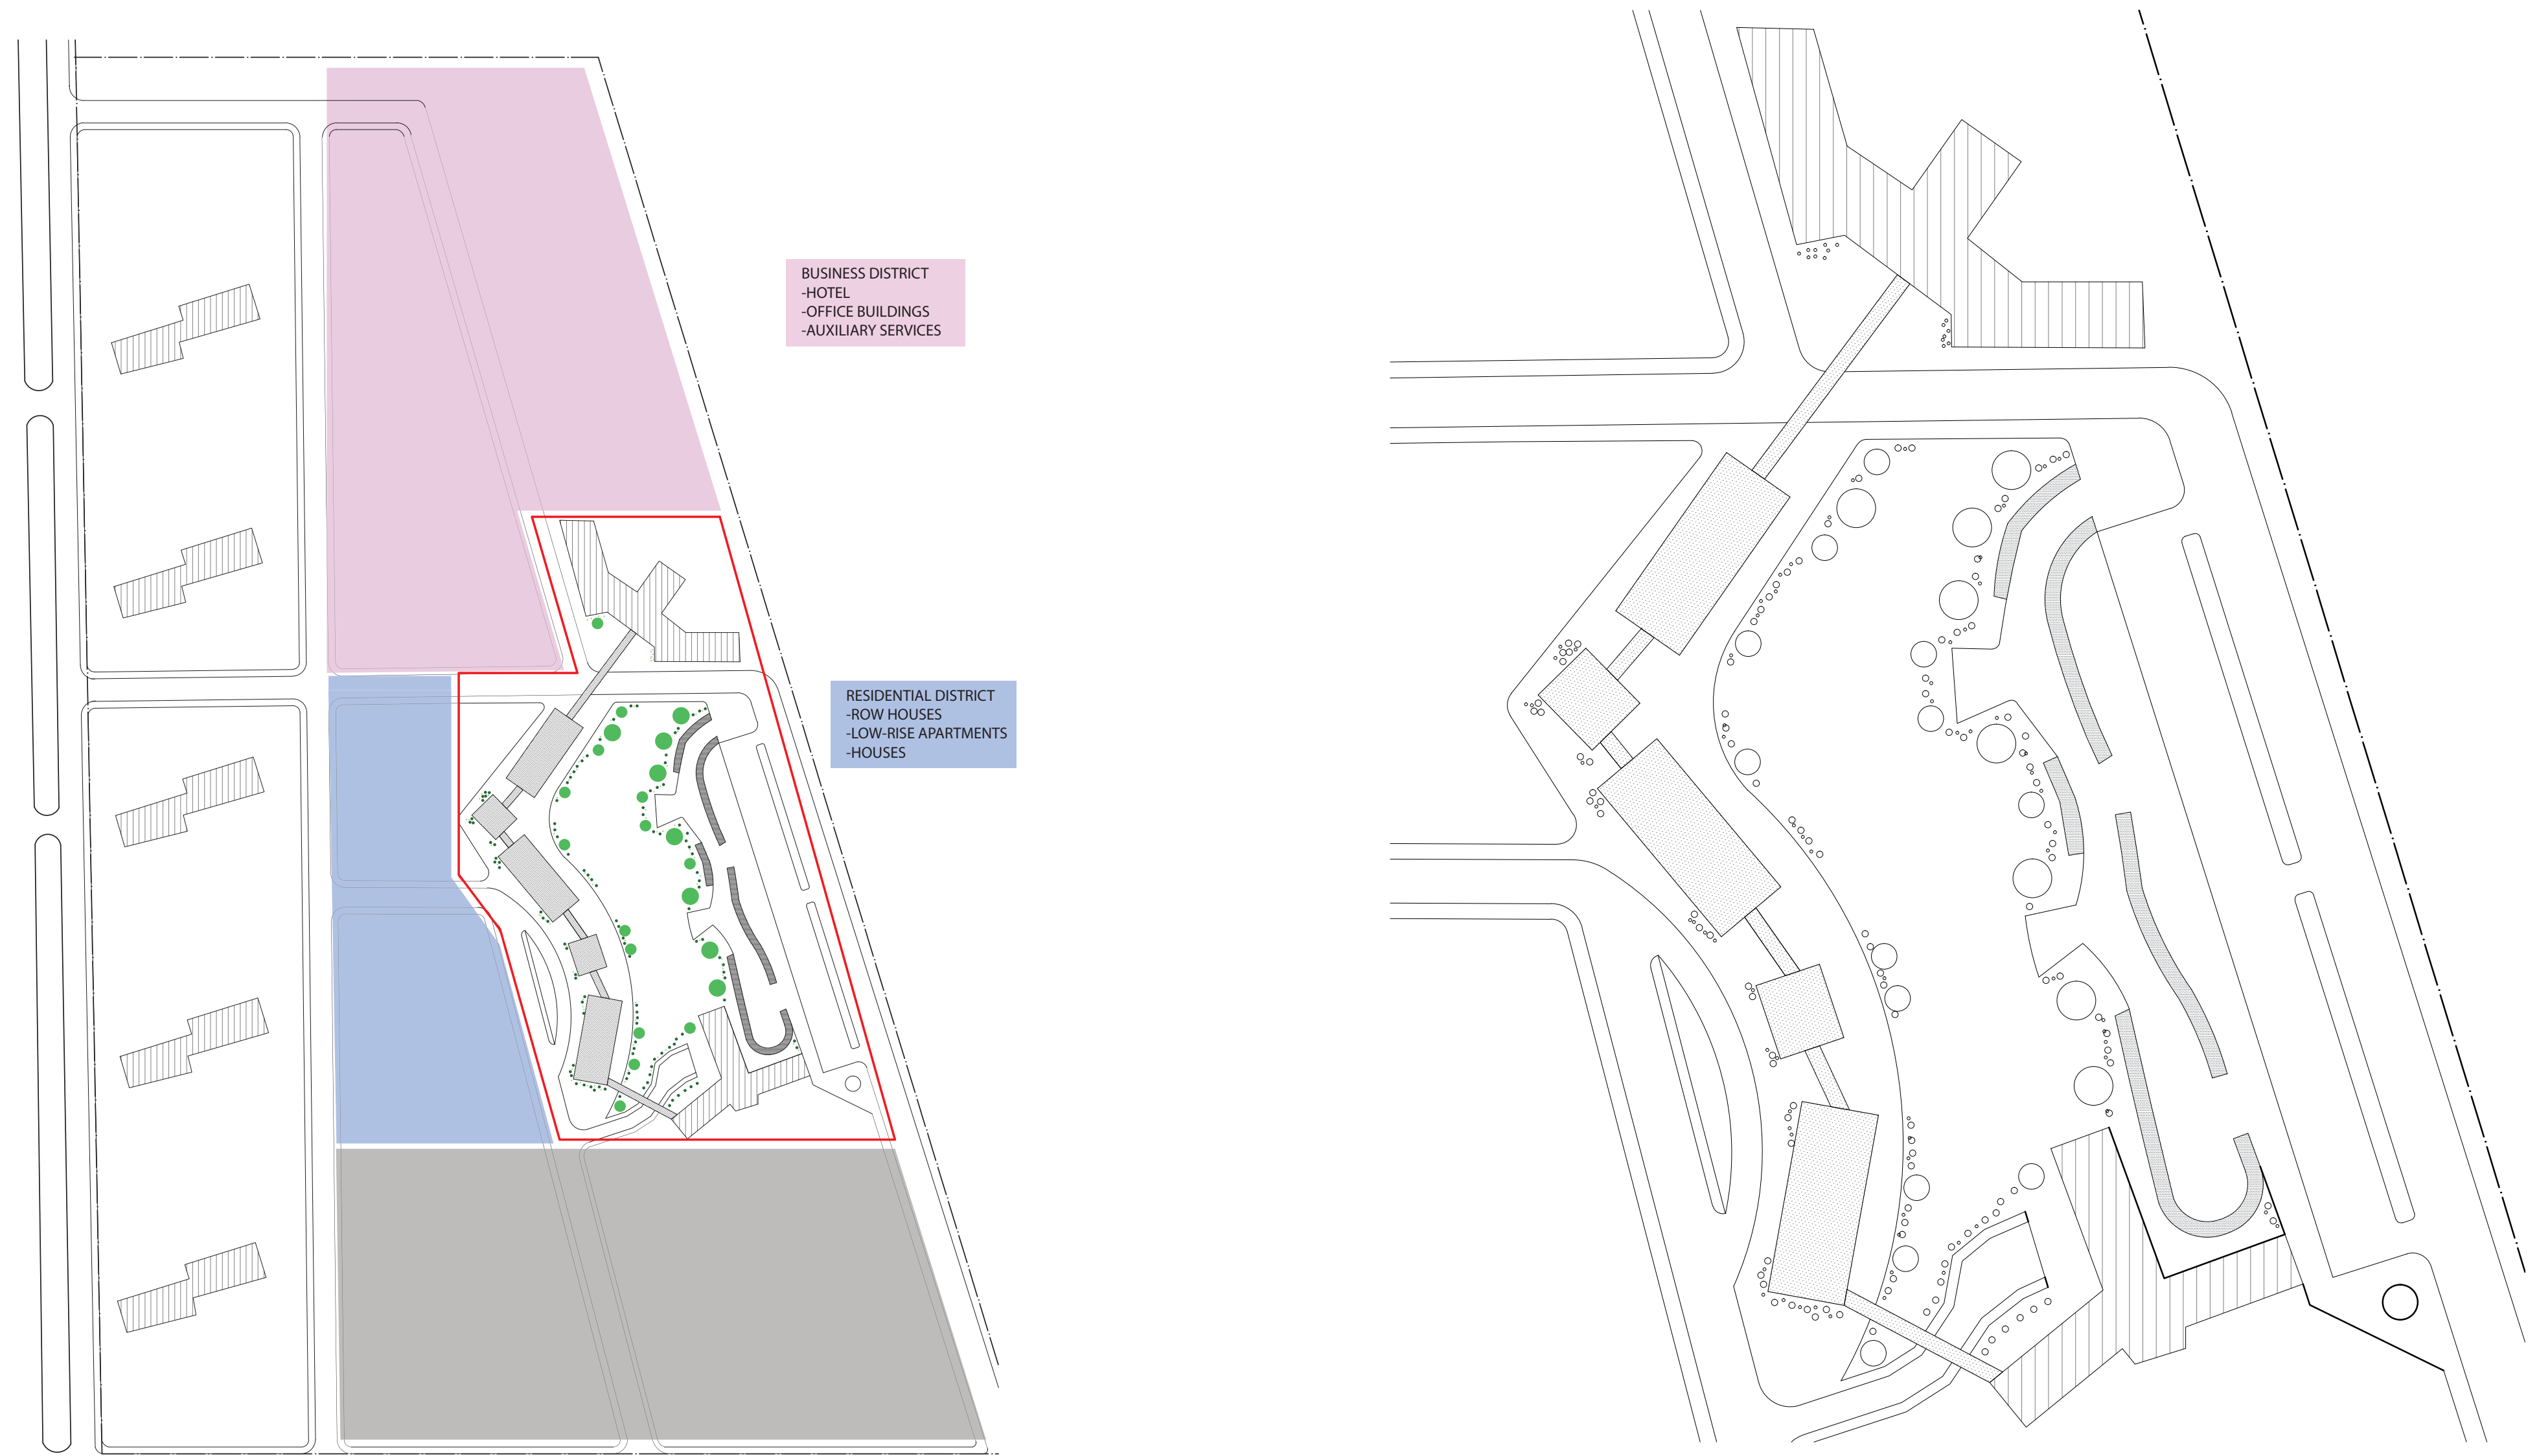 BUSINESS DISTRICT
-HOTEL
-OFFICE BUILDINGS
-AUXILIARY SERVICES
RESIDENTIAL DISTRICT
-ROW HOUSES
-LOW-RISE APARTMENTS
-HOUSES